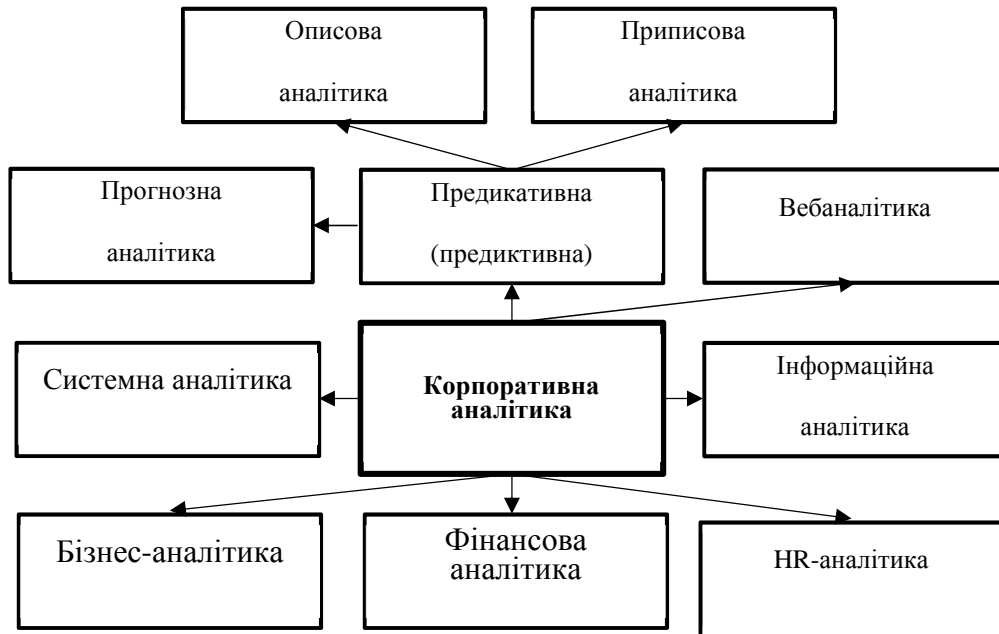 Описова
аналітика
Приписова
аналітика
Прогнозна
аналітика
Предикативна
(предиктивна)
Вебаналітика
Системна аналітика
Корпоративна
аналітика
Інформаційна
аналітика
Бізнес-аналітика
Фінансова
аналітика
HR-аналітика